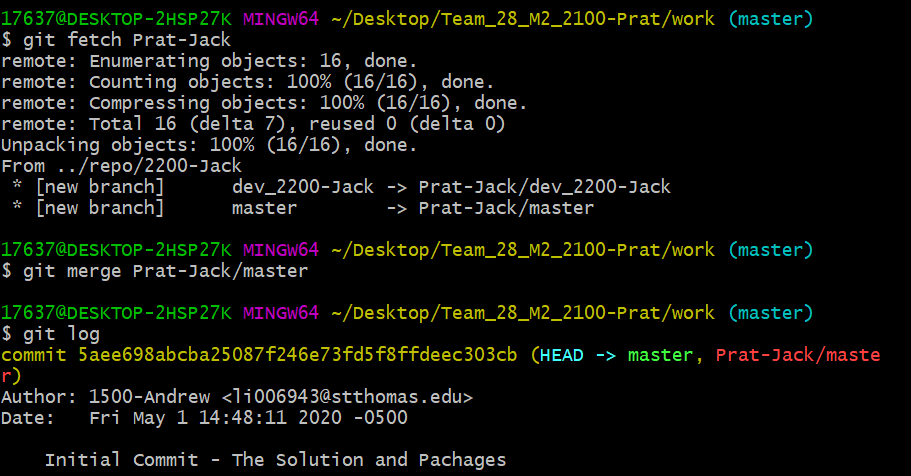 17637@DESKTOP-2HSP27K MINGW64 ~/Desktop/Team_28_M2_2100-Prat/work (master)
$ git fetch Prat-Jack
remote: Enumerating objects: 16, done.
remote: Counting objects: 100% (16/16), done.
remote: Compressing objects: 100% (16/16), done.
remote: Total 16 (delta 7), reused 0 (delta 0)
Unpacking objects: 100% (16/16), done.
From ../repo/2200-Jack
 * [new branch]      dev_2200-Jack -> Prat-Jack/dev_2200-Jack
 * [new branch]      master        -> Prat-Jack/master
17637@DESKTOP-2HSP27K MINGW64 ~/Desktop/Team_28_M2_2100-Prat/work (master)
$ git merge Prat-Jack/master
17637@DESKTOP-2HSP27K MINGW64 ~/Desktop/Team_28_M2_2100-Prat/work (master)
$ git log
commit 5aee698abcba25087f246e73fd5f8ffdeec303cb (HEAD -> master, Prat-Jack/maste
r)
Author: 1500-Andrew <li006943@stthomas.edu>
Date:   Fri May 1 14:48:11 2020 -0500
    Initial Commit - The Solution and Pachages